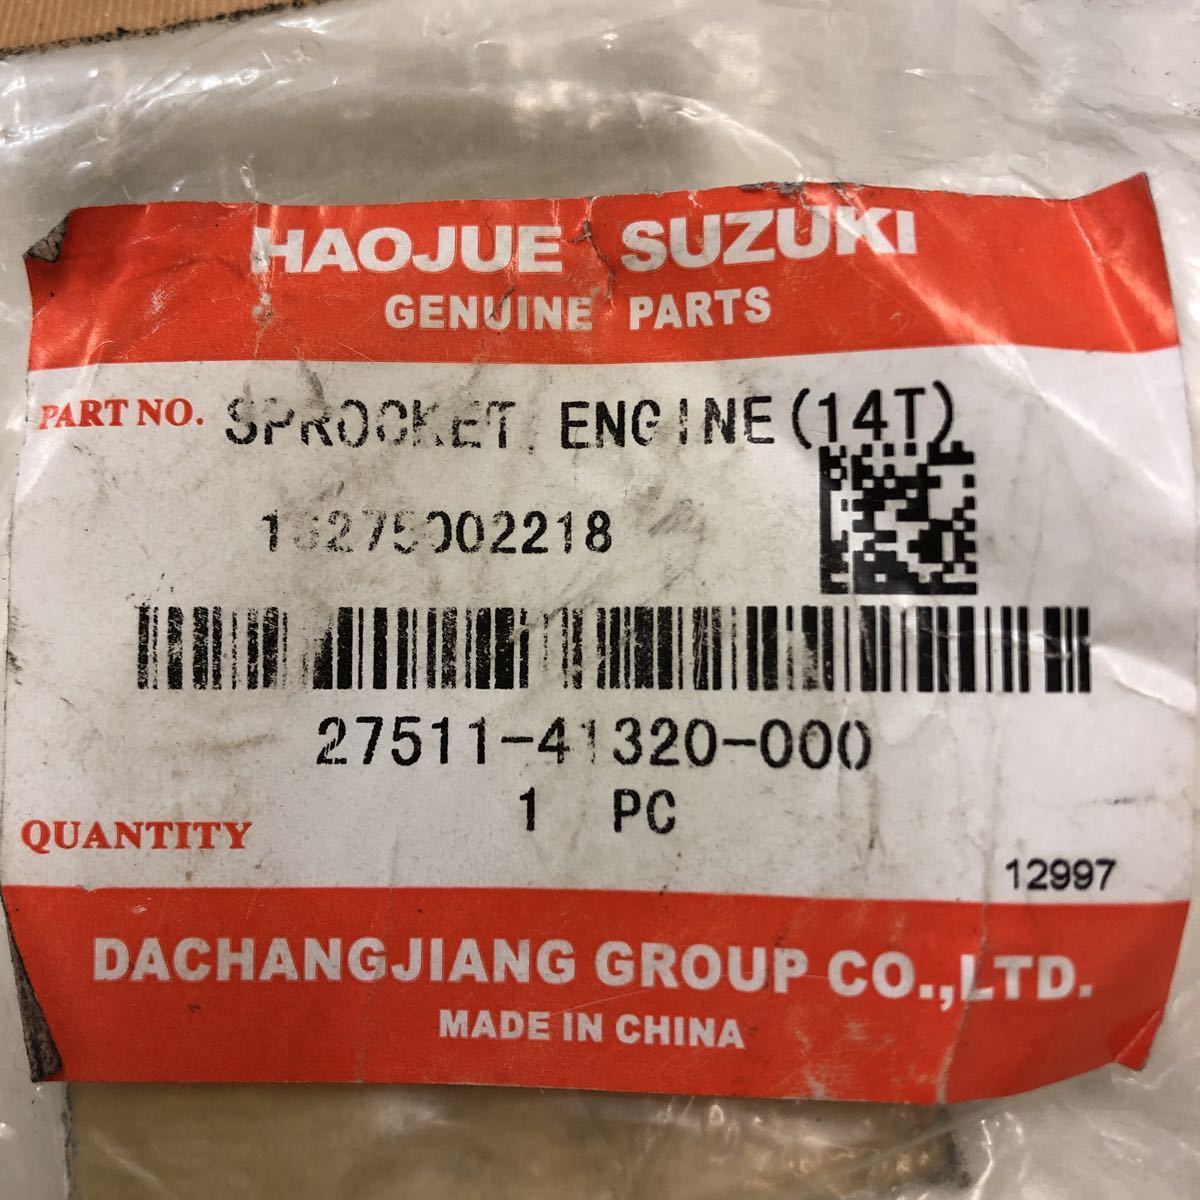 HAOJUE SUZUKI
GENUINE PARTS
PART NO. SPROCKET, ENGINE(14T)
27511-41320-000
1 PC
QUANTITY
12997
DACHANGJIANG GROUP CO.,LTD.
MADE IN CHINA